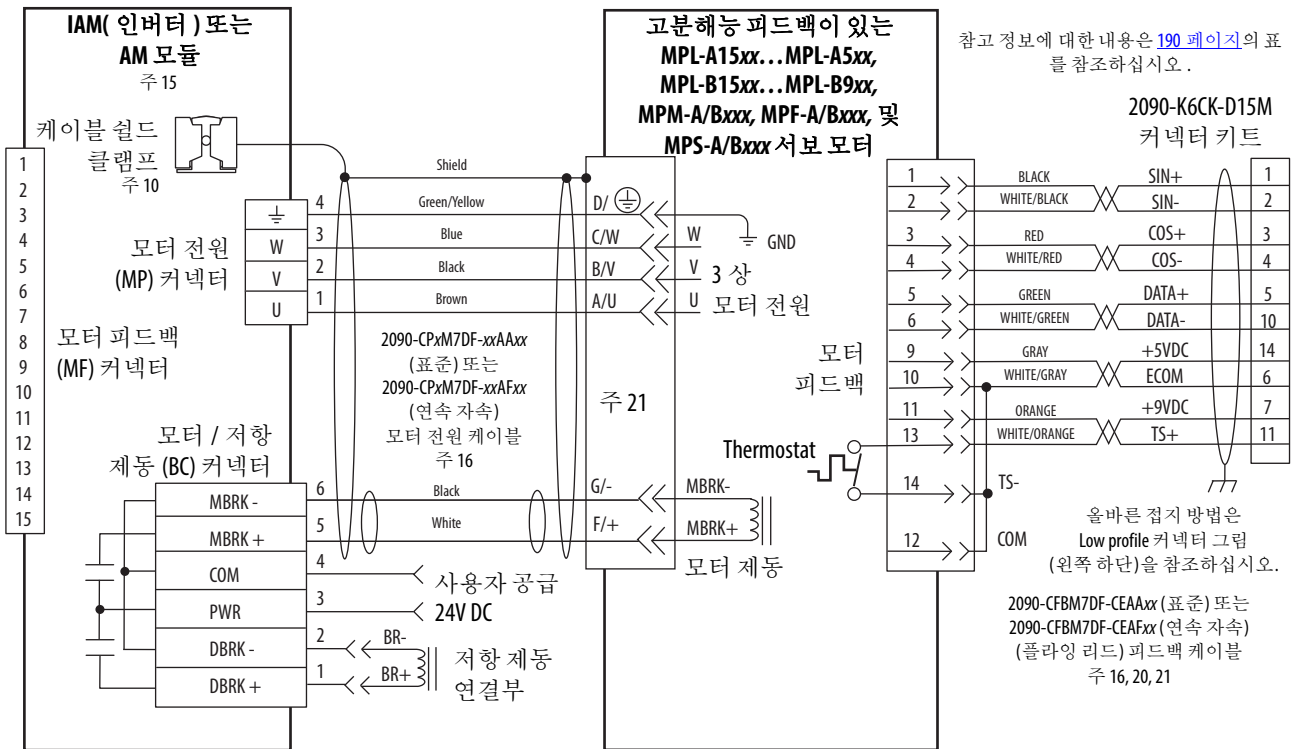 IAM( 인버터 ) 또는
AM 모듈
주 15
케이블 쉴드
클램프
주 10
1
2
3
4
5
6
7
8
9
10
11
12
13
14
15
모터 전원
(MP) 커넥터
모터 피드백
(MF) 커넥터
W
V
U
4
3
2
1
Shield
Green/Yellow
Blue
Black
Brown
D/
C/W
B/V
A/U
W
V
U
GND
3 상
모터 전원
2090-CPxM7DF-xxAAxx
(표준) 또는
2090-CPxM7DF-xxAFxx
(연속 자속)
모터 전원 케이블
주 16
주 21
모터 / 저항
제동 (BC) 커넥터
MBRK -
MBRK +
COM
PWR
DBRK -
DBRK +
6
5
4
3
2
1
Black
White
G/-
F/+
MBRK-
MBRK+
모터 제동
사용자 공급
24V DC
BR-
BR+
저항 제동
연결부
고분해능 피드백이 있는
MPL-A15xx…MPL-A5xx,
MPL-B15xx…MPL-B9xx,
MPM-A/Bxxx, MPF-A/Bxxx, 및
MPS-A/Bxxx 서보 모터
모터
피드백
Thermostat
참고 정보에 대한 내용은 190 페이지의 표
를 참조하십시오 .
2090-K6CK-D15M
커넥터 키트
1 BLACK SIN+ 1
2 WHITE/BLACK SIN- 2
3 RED COS+ 3
4 WHITE/RED COS- 4
5 GREEN DATA+ 5
6 WHITE/GREEN DATA- 10
9 GRAY +5VDC 14
10 WHITE/GRAY ECOM 6
11 ORANGE +9VDC 7
13 WHITE/ORANGE TS+ 11
14 TS-
12 COM
올바른 접지 방법은
Low profile 커넥터 그림
(왼쪽 하단)을 참조하십시오.
2090-CFBM7DF-CEAAxx (표준) 또는
2090-CFBM7DF-CEAFxx (연속 자속)
(플라잉 리드) 피드백 케이블
주 16, 20, 21